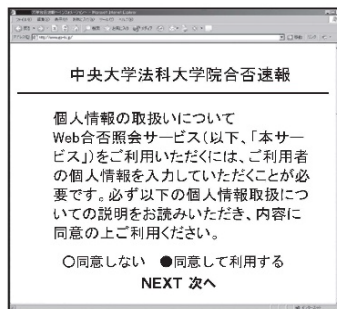 中央大学法科大学院合否速報
個人情報の取扱いについて
Web合否照会サービス(以下、「本サー
ビス」)をご利用いただくには、ご利用者
の個人情報を入力していただくことが必
要です。必ず以下の個人情報取扱につ
いての説明をお読みいただき、内容に
同意の上ご利用ください。
○同意しない ●同意して利用する
NEXT 次へ